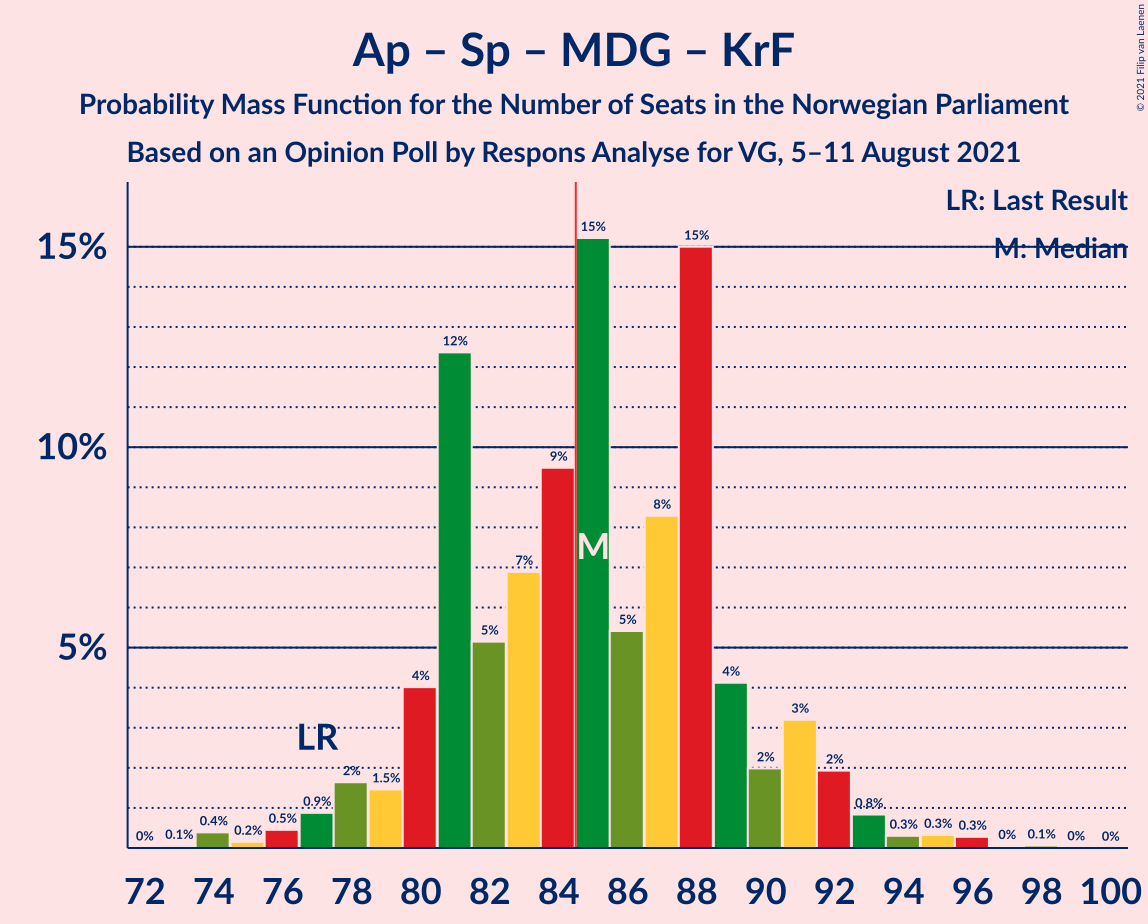 Ap – Sp – MDG – KrF
Probability Mass Function for the Number of Seats in the Norwegian Parliament
Based on an Opinion Poll by Respons Analyse for VG, 5–11 August 2021
© 2021 Filip van Laenen
LR: Last Result
M: Median
15%
10%
5%
0% 0.1% 0.4% 0.2% 0.5% 0.9% 2% 1.5% 4% 12% 5% 7% 9% 15% 5% 8% 15% 4% 2% 3% 2% 0.8% 0.3% 0.3% 0.3% 0% 0.1% 0% 0%
LR
M
72 74 76 78 80 82 84 86 88 90 92 94 96 98 100